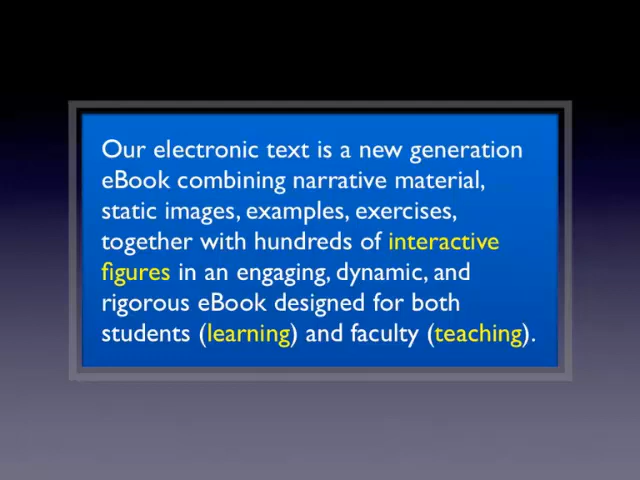 Our electronic text is a new generation
eBook combining narrative material,
static images, examples, exercises,
together with hundreds of interactive
figures in an engaging, dynamic, and
rigorous eBook designed for both
students (learning) and faculty (teaching).